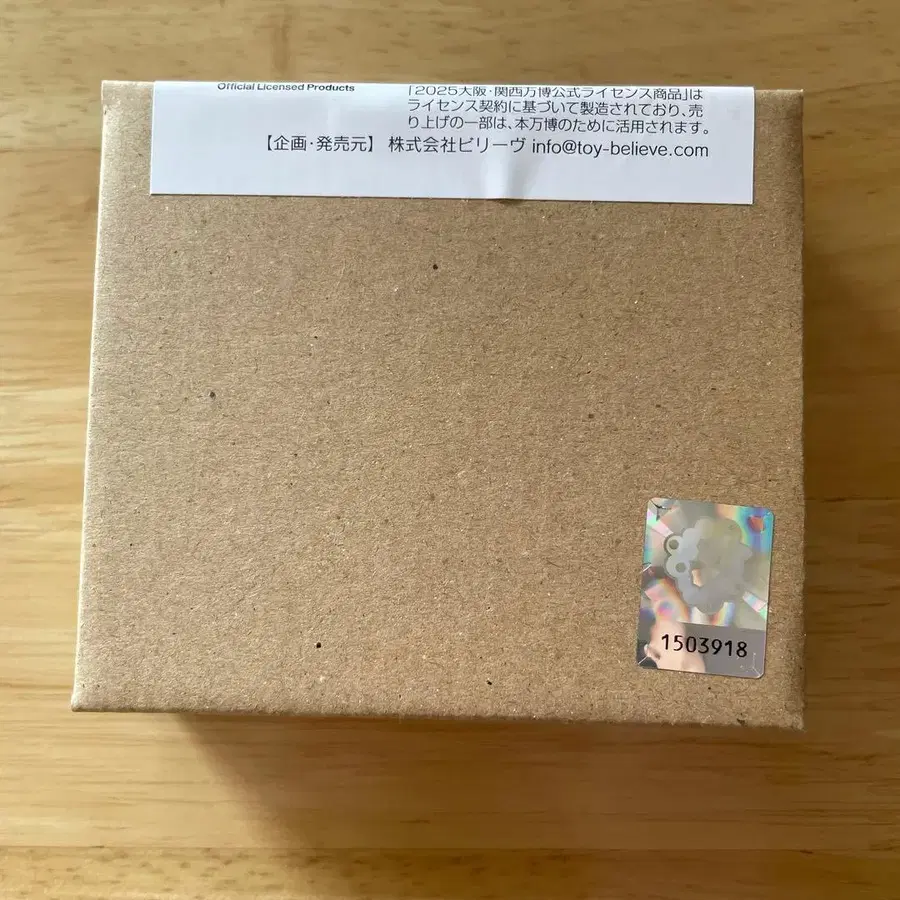 Official Licensed Products
「2025大阪・関西万博公式ライセンス商品」は
ライセンス契約に基づいて製造されており、売
り上げの一部は、本万博のために活用されます。
【企画・発売元】 株式会社ビリーヴ info@toy-believe.com
1503918